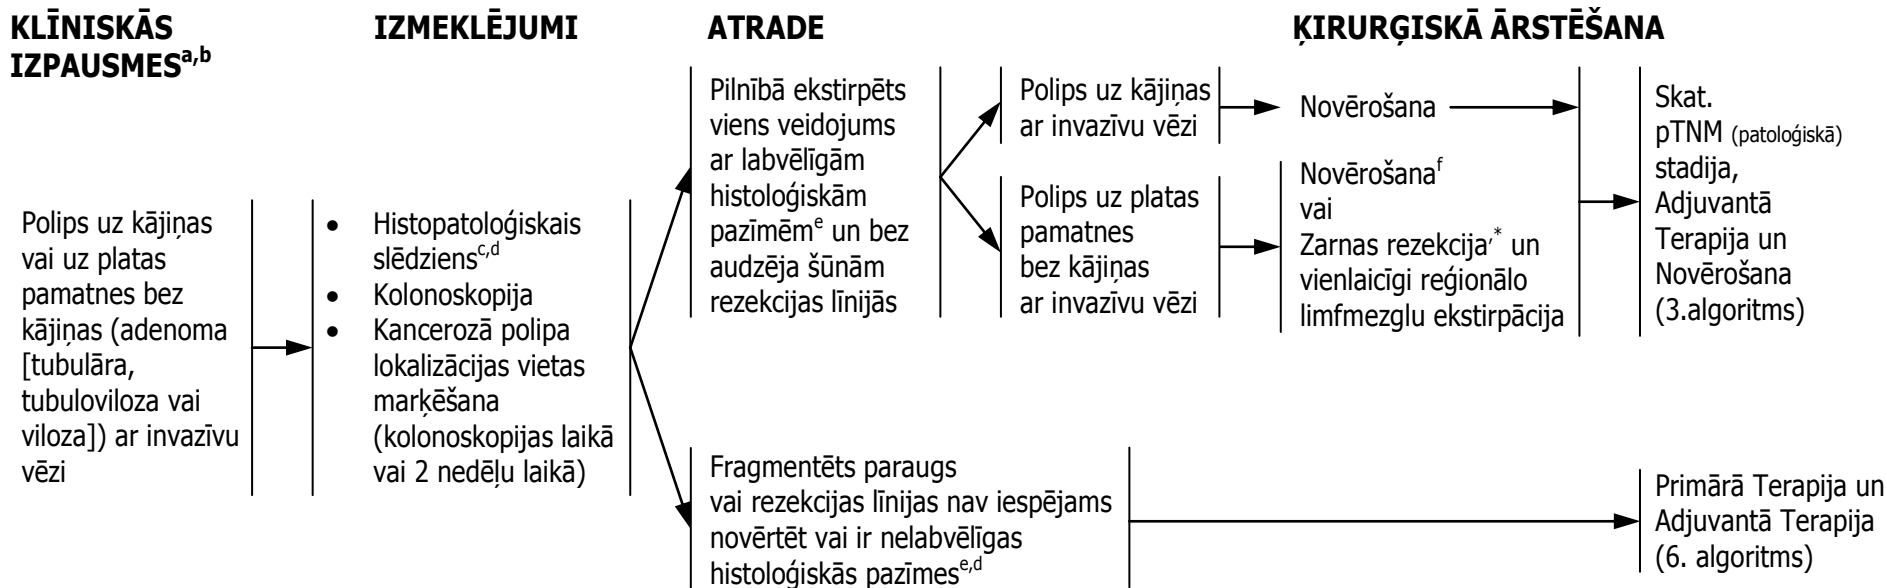 KLĪNISKĀS
IZPAUSMESa,b
IZMEKLĒJUMI
ATRADE
ĶIRURĢISKĀ ĀRSTĒŠANA
Polips uz kājiņas
vai uz platas
pamatnes bez
kājiņas (adenoma
[tubulāra,
tubuloviloza vai
viloza]) ar invazīvu
vēzi
• Histopatoloģiskais
slēdziensc,d
• Kolonoskopija
• Kancerozā polipa
lokalizācijas vietas
marķēšana
(kolonoskopijas laikā
vai 2 nedēļu laikā)
Pilnībā ekstirpēts
viens veidojums
ar labvēlīgām
histoloģiskām
pazīmēme un bez
audzēja šūnām
rezekcijas līnijās
Polips uz kājiņas
ar invazīvu vēzi
Novērošana
Polips uz platas
pamatnes
bez kājiņas
ar invazīvu vēzi
Novērošanaf
vai
Zarnas rezekcija,* un
vienlaicīgi reģionālo
limfmezglu ekstirpācija
Skat.
pTNM (patoloģiskā)
stadija,
Adjuvantā
Terapija un
Novērošana
(3.algoritms)
Fragmentēts paraugs
vai rezekcijas līnijas nav iespējams
novērtēt vai ir nelabvēlīgas
histoloģiskās pazīmese,d
Primārā Terapija un
Adjuvantā Terapija
(6. algoritms)